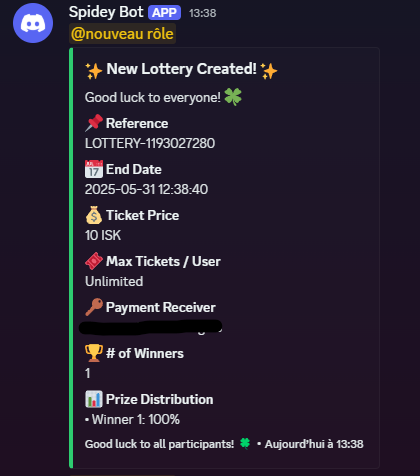 Spidey Bot APP 13:38
@nouveau rôle
✨ New Lottery Created! ✨
Good luck to everyone! 🍀
📌 Reference
LOTTERY-1193027280
📅 End Date
2025-05-31 12:38:40
💰 Ticket Price
10 ISK
🎟️ Max Tickets / User
Unlimited
🔑 Payment Receiver
🏆 # of Winners
1
📊 Prize Distribution
• Winner 1: 100%
Good luck to all participants! 🍀 • Aujourd'hui à 13:38